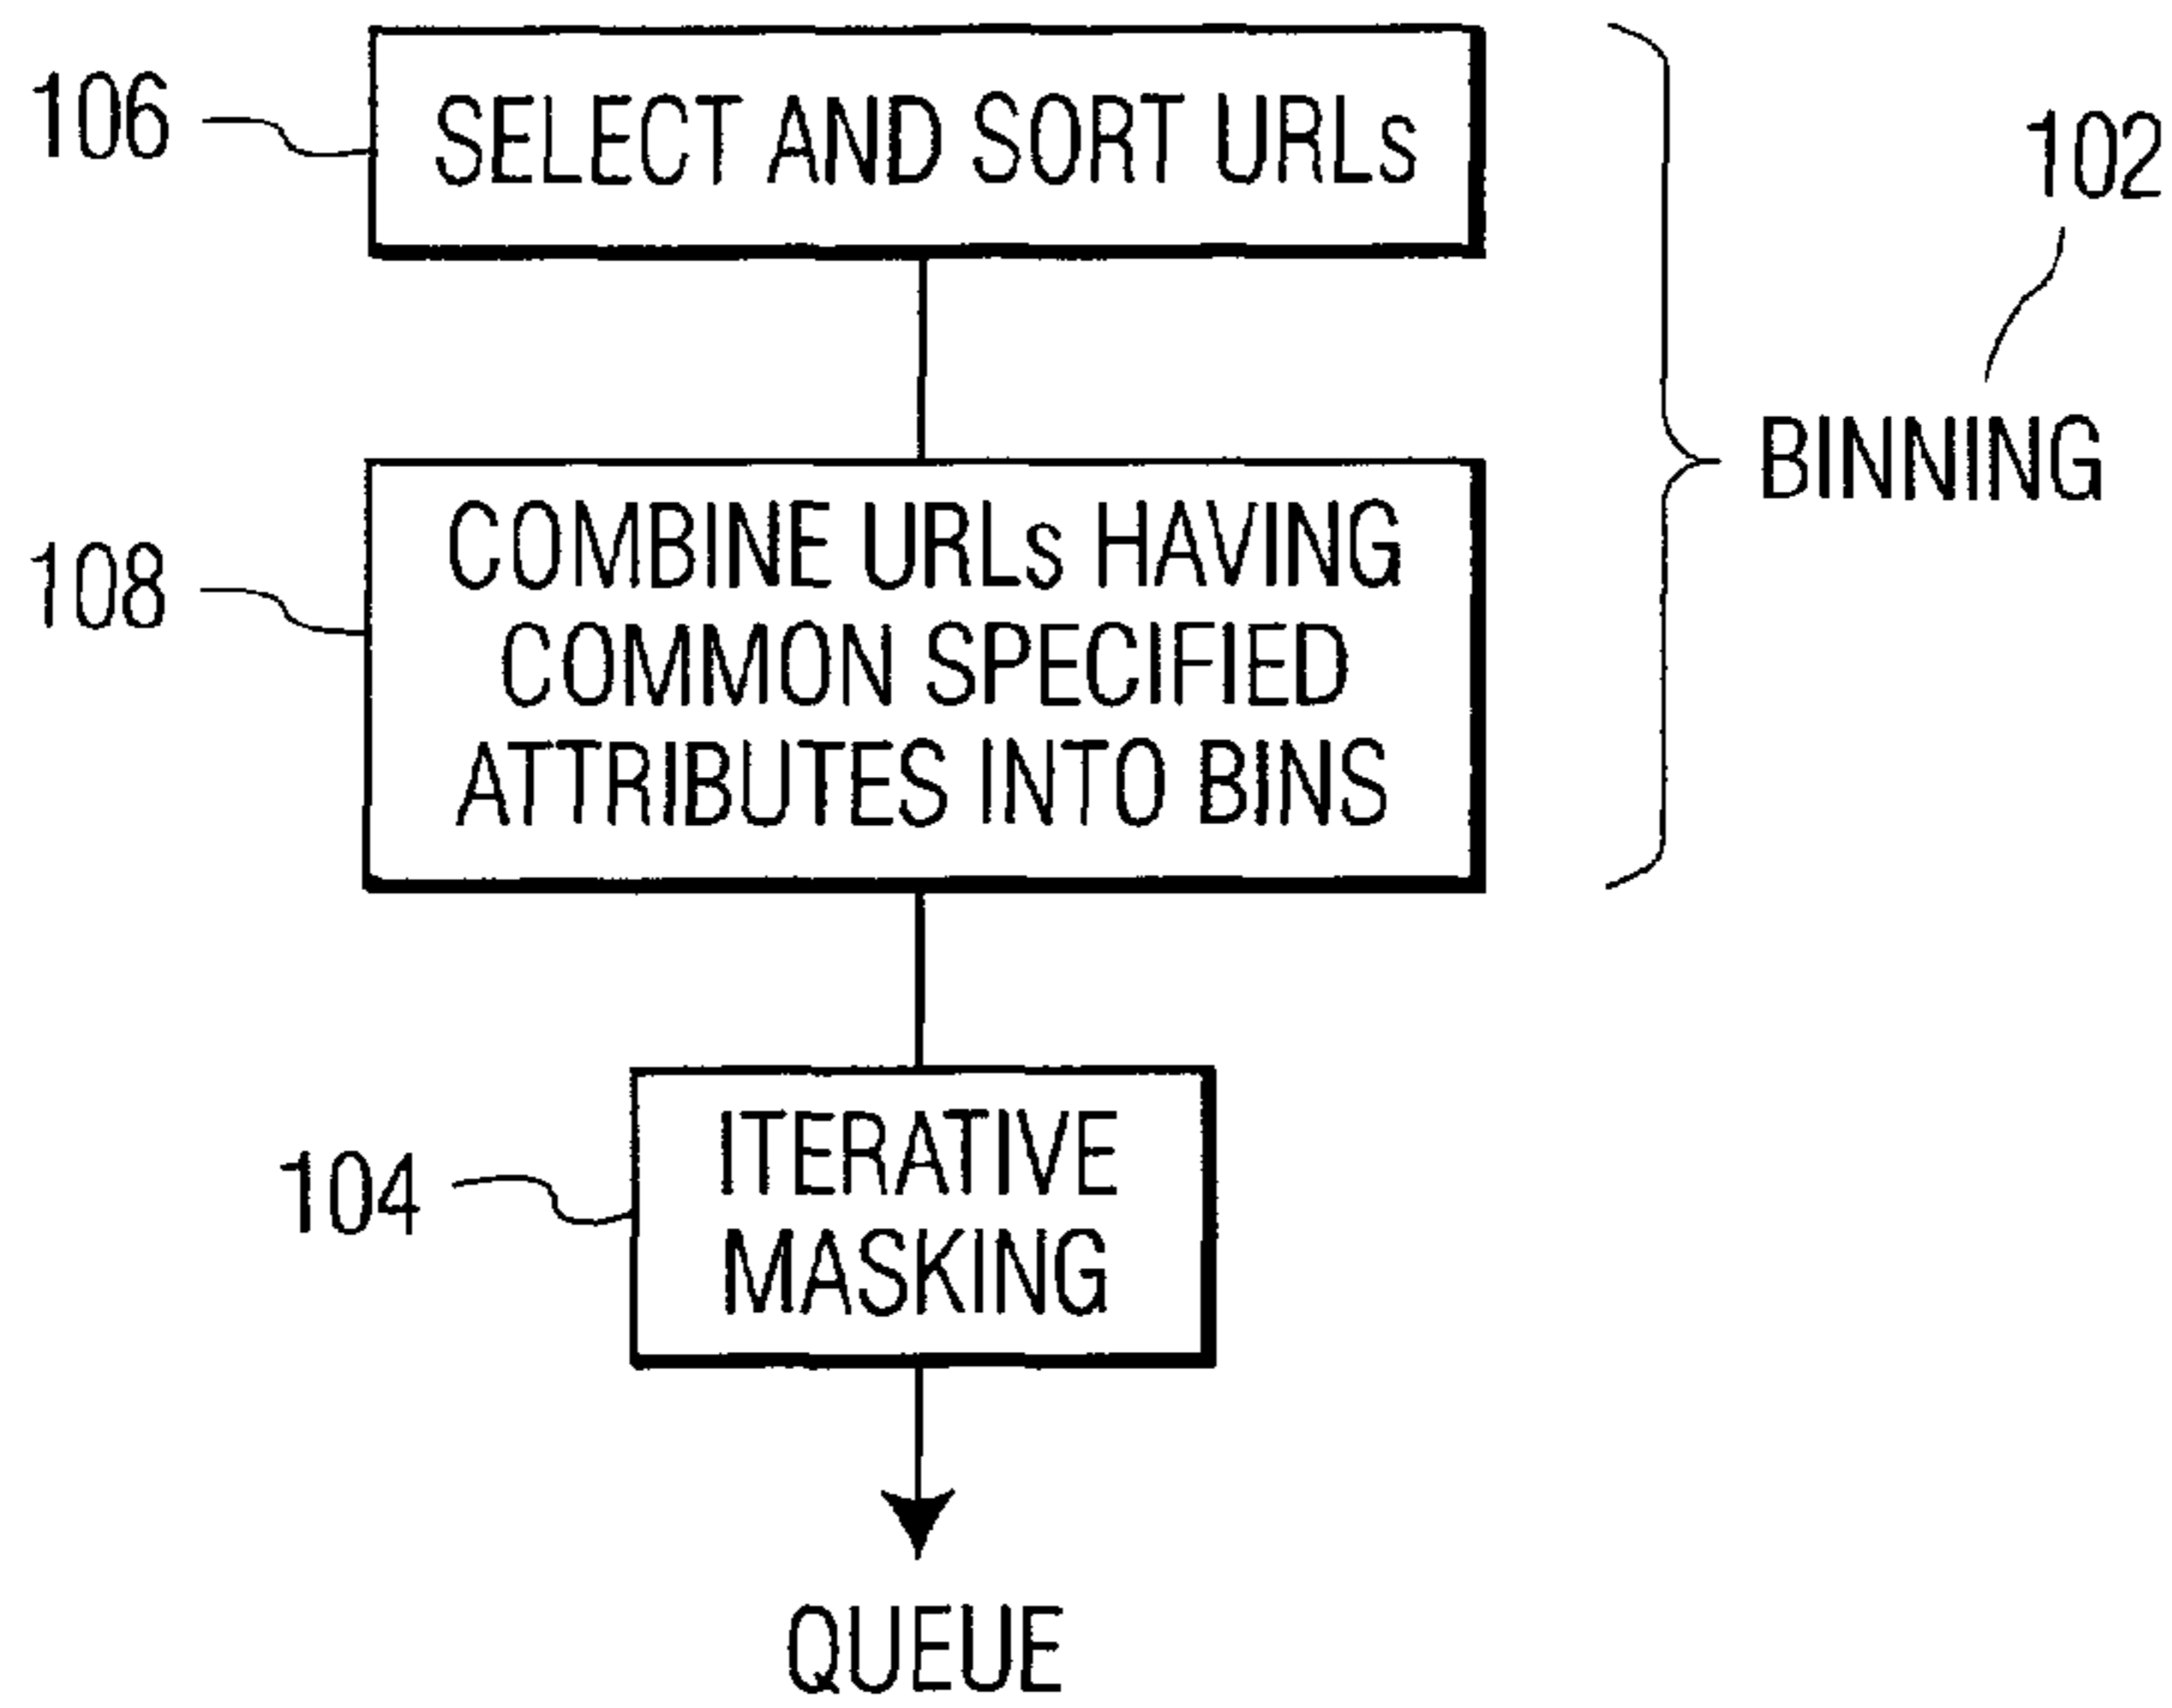 106
SELECT AND SORT URLs
102
BINNING
108
COMBINE URLs HAVING
COMMON SPECIFIED
ATTRIBUTES INTO BINS
104
ITERATIVE
MASKING
QUEUE